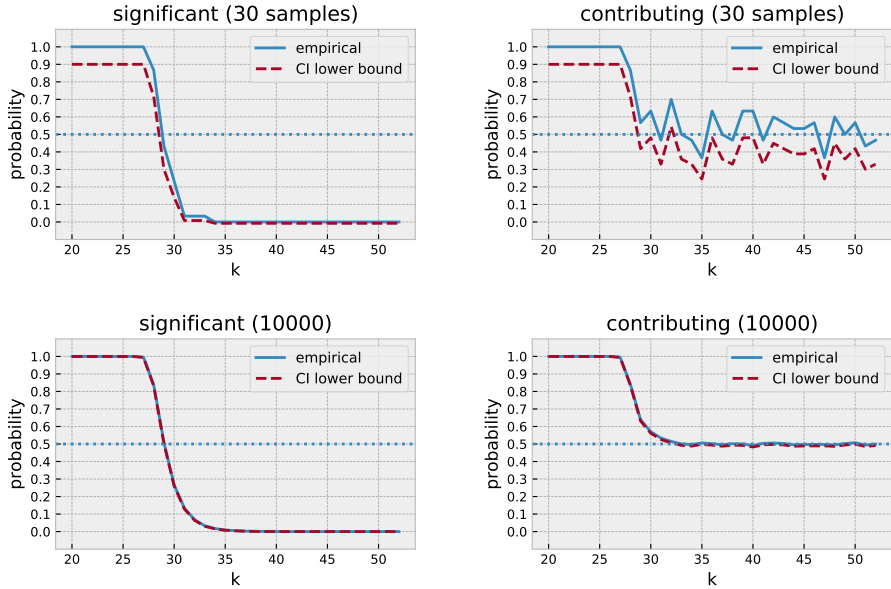 significant (30 samples)
1.0
0.9
0.8
0.7
0.6
0.5
0.4
0.3
0.2
0.1
0.0
probability
empirical
CI lower bound
20 25 30 35 40 45 50
k
contributing (30 samples)
1.0
0.9
0.8
0.7
0.6
0.5
0.4
0.3
0.2
0.1
0.0
probability
empirical
CI lower bound
20 25 30 35 40 45 50
k
significant (10000)
1.0
0.9
0.8
0.7
0.6
0.5
0.4
0.3
0.2
0.1
0.0
probability
empirical
CI lower bound
20 25 30 35 40 45 50
k
contributing (10000)
1.0
0.9
0.8
0.7
0.6
0.5
0.4
0.3
0.2
0.1
0.0
probability
empirical
CI lower bound
20 25 30 35 40 45 50
k